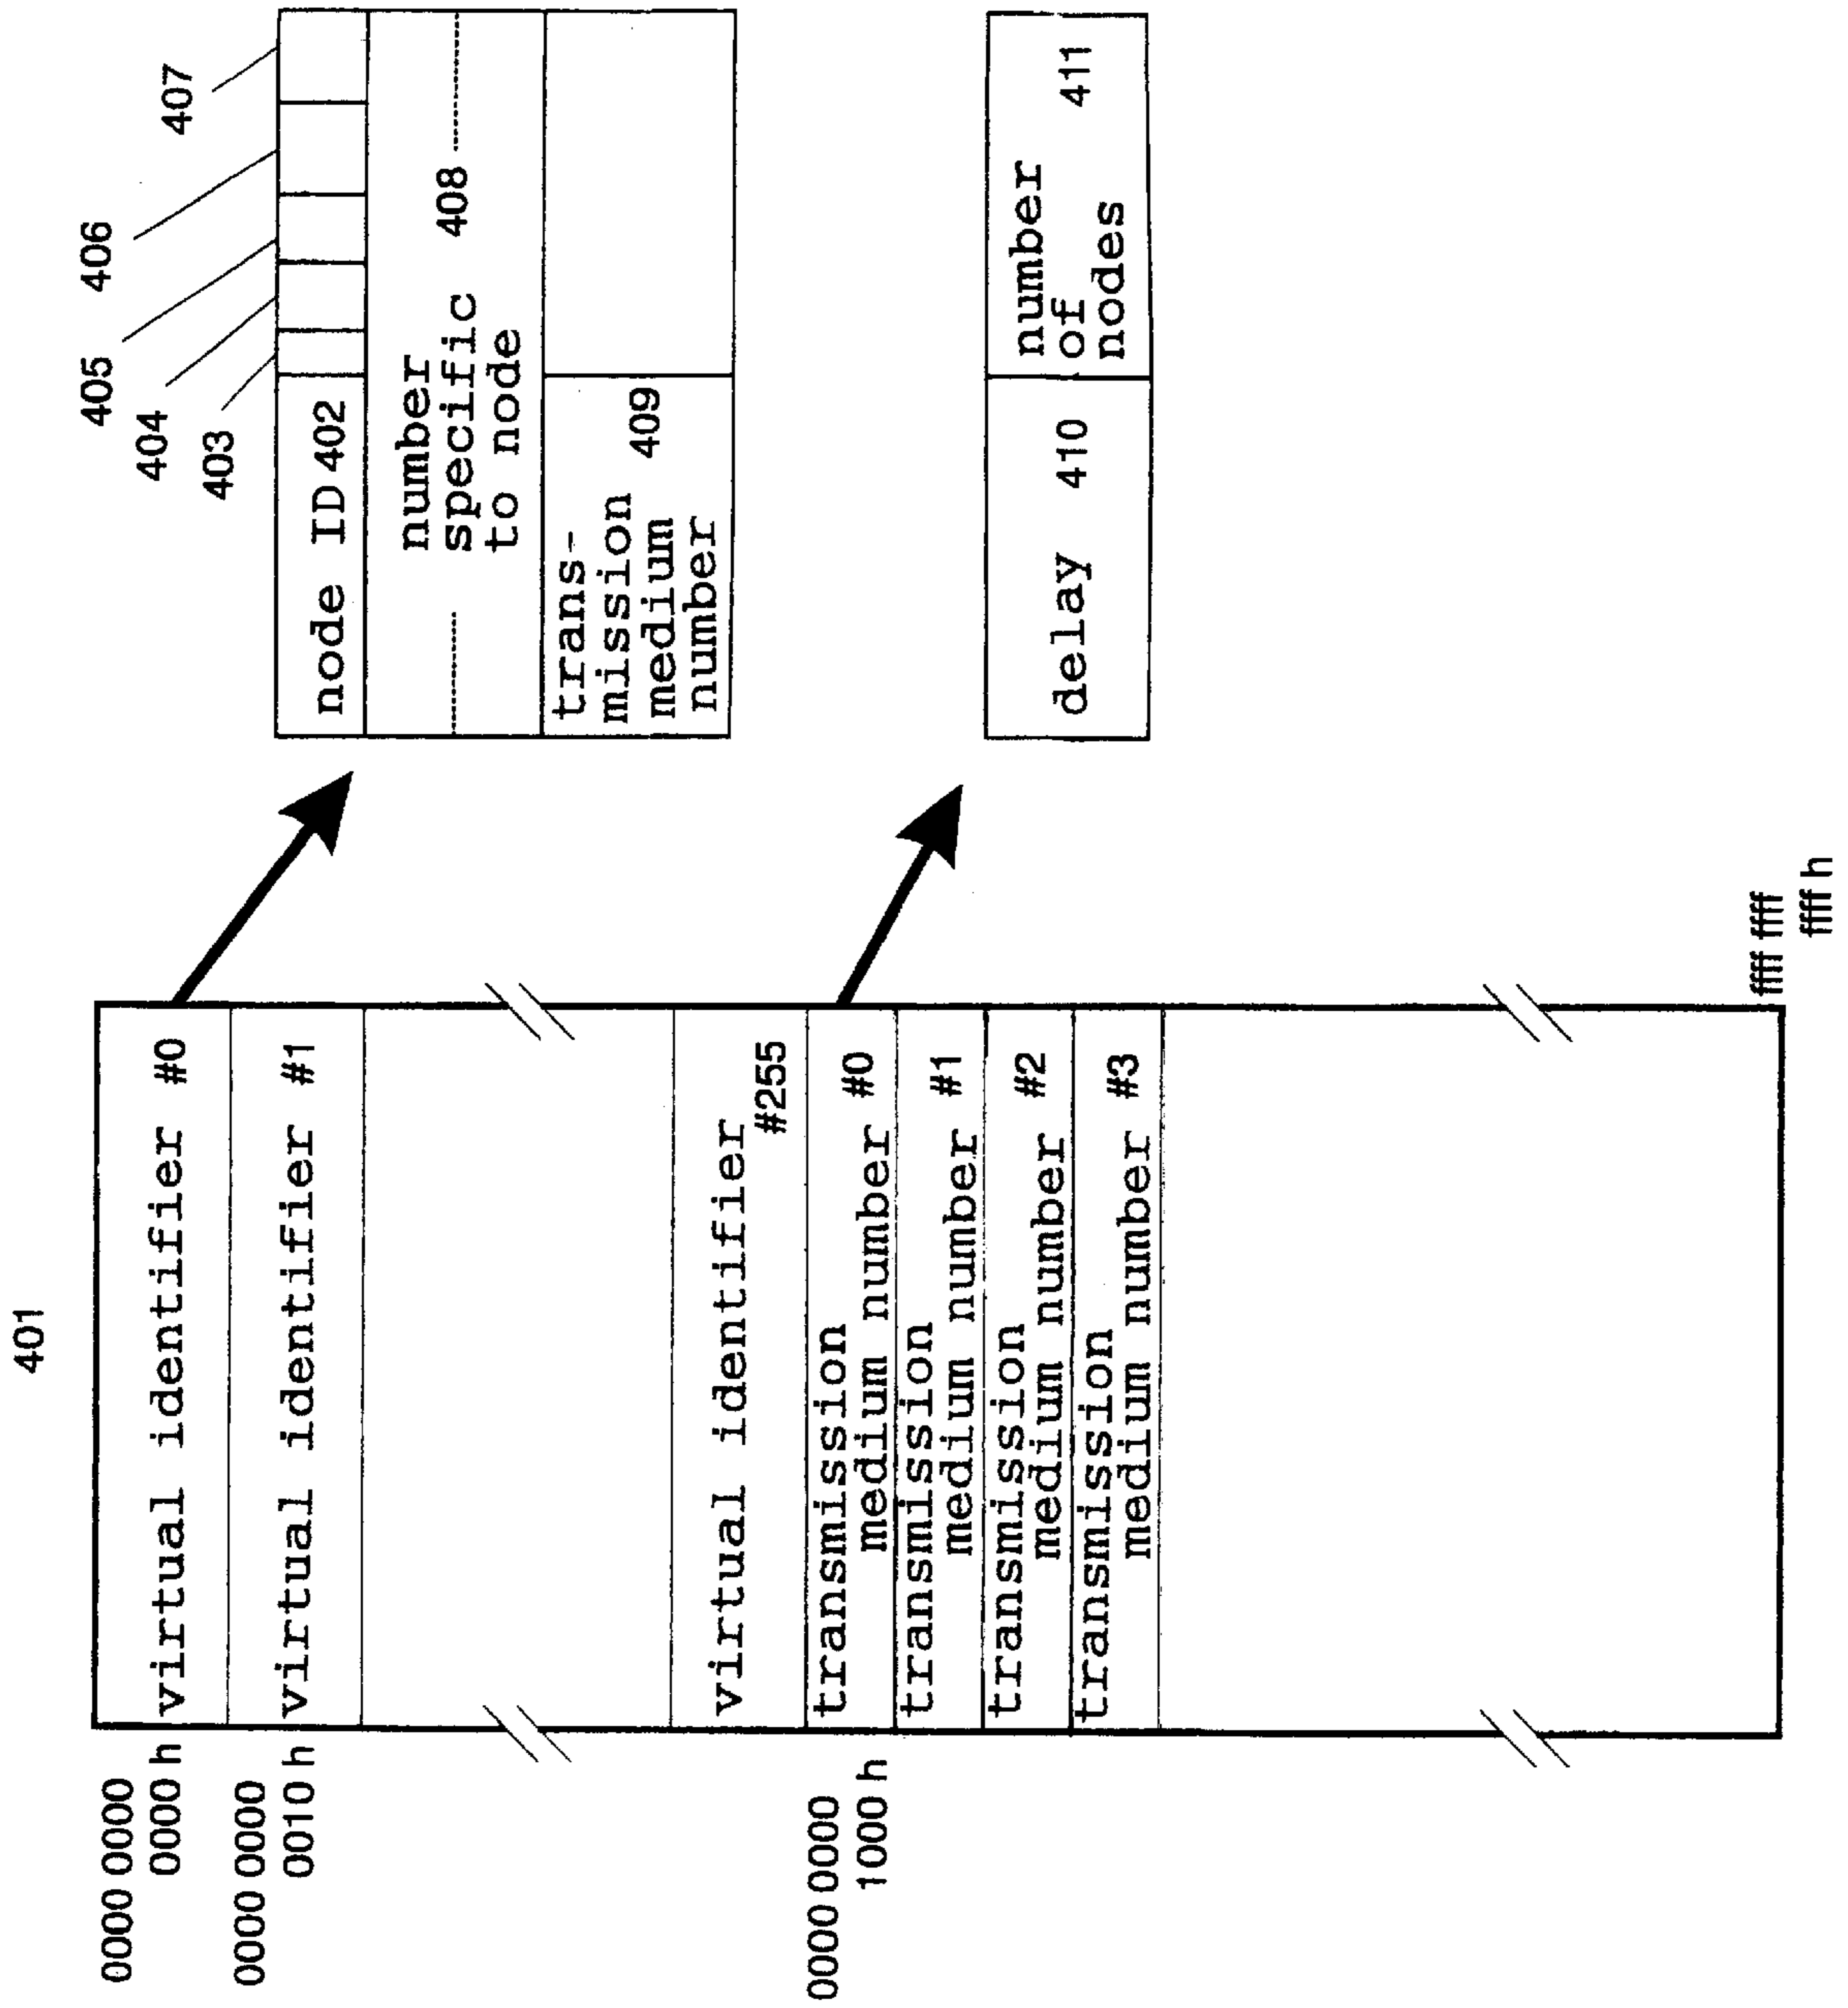 401
0000 0000
0000 h
virtual identifier #0
0000 0000
0010 h
virtual identifier #1
virtual identifier
#255
0000 0000
1000 h
transmission
medium number #0
transmission
medium number #1
transmission
medium number #2
transmission
medium number #3
ffff ffff
ffff h
403
404
405
406
407
node ID 402
number
specific 408
to node
trans-
mission
medium 409
number
delay 410
number
of
nodes 411